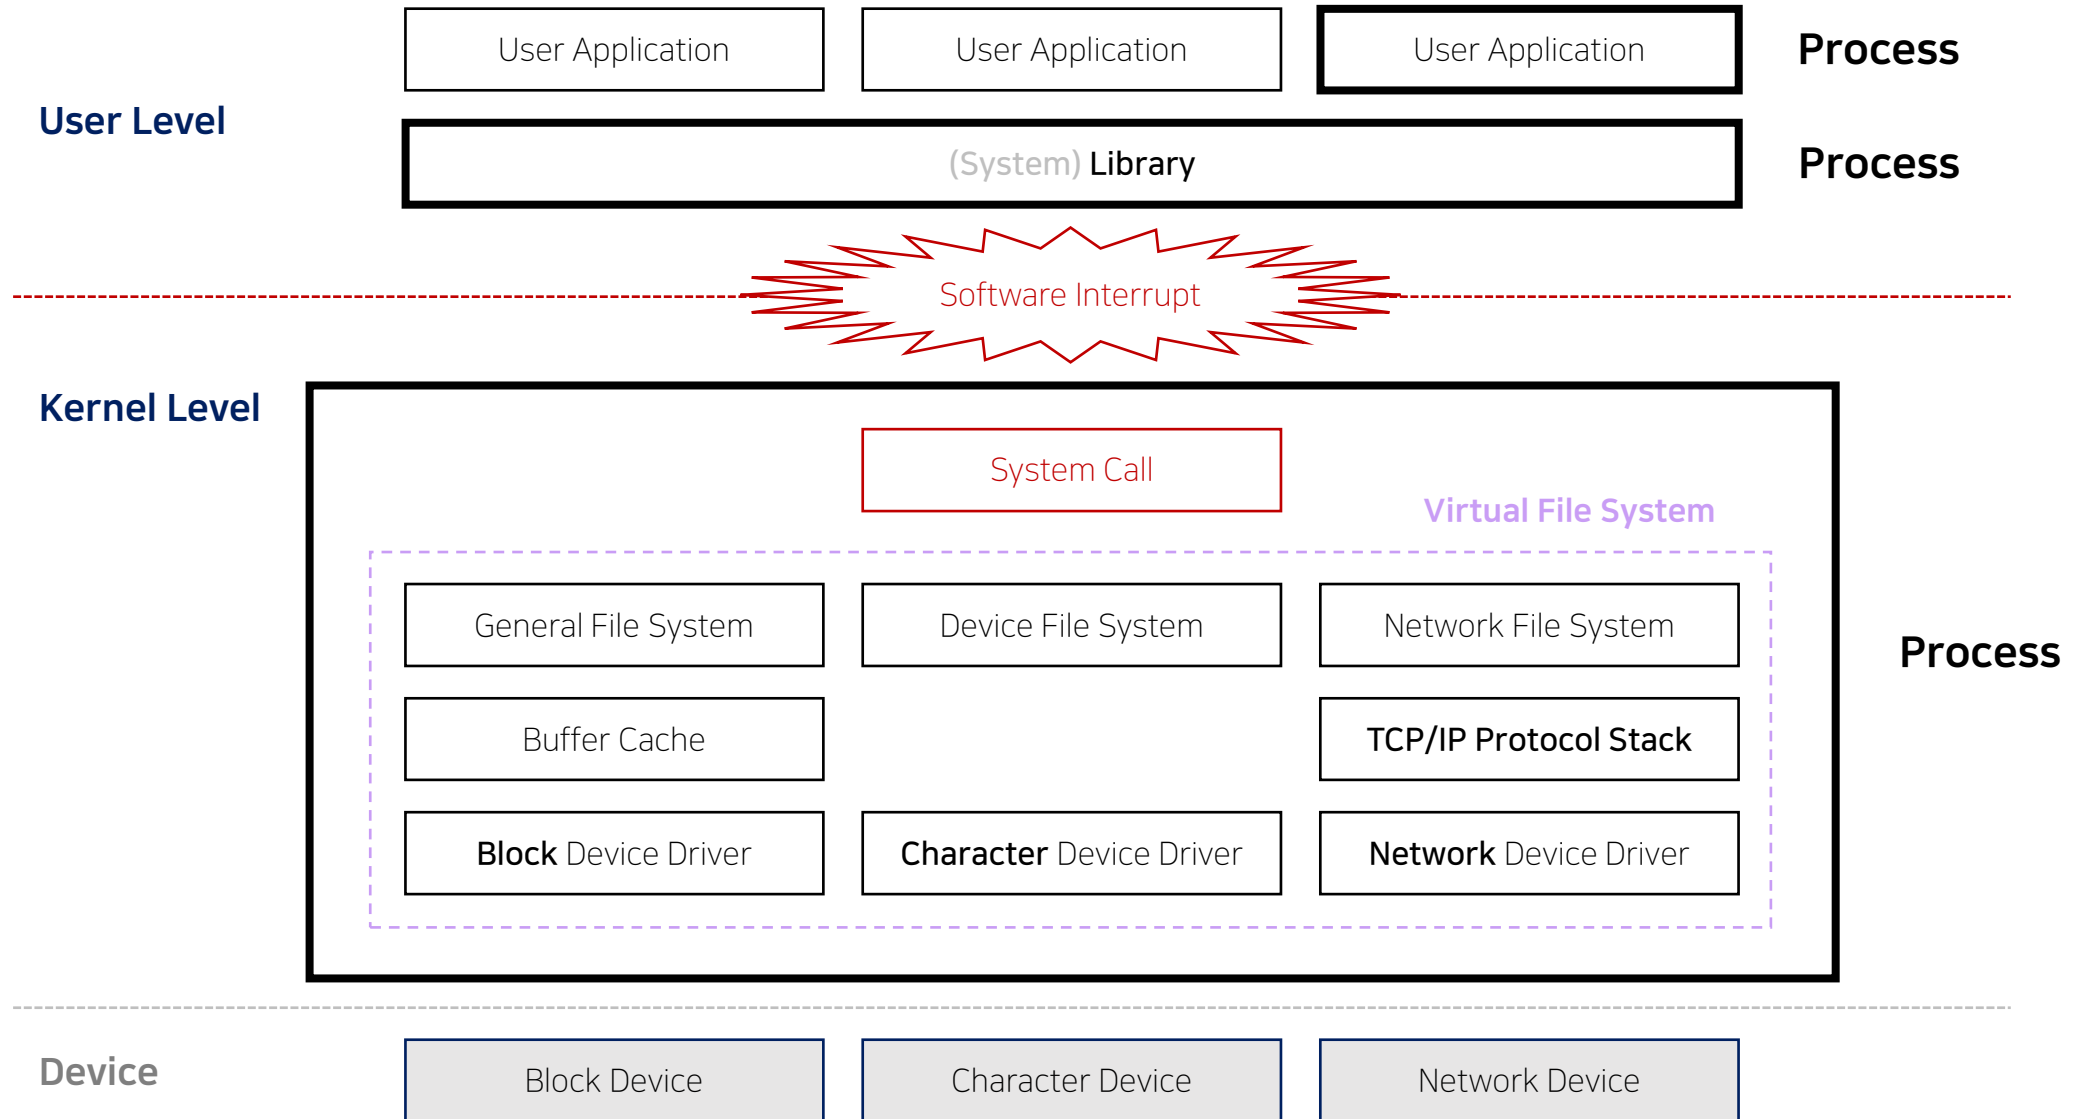 User Application
User Application
User Application
Process
User Level
(System) Library
Process
Software Interrupt
Kernel Level
System Call
Virtual File System
General File System
Device File System
Network File System
Process
Buffer Cache
TCP/IP Protocol Stack
Block Device Driver
Character Device Driver
Network Device Driver
Device
Block Device
Character Device
Network Device